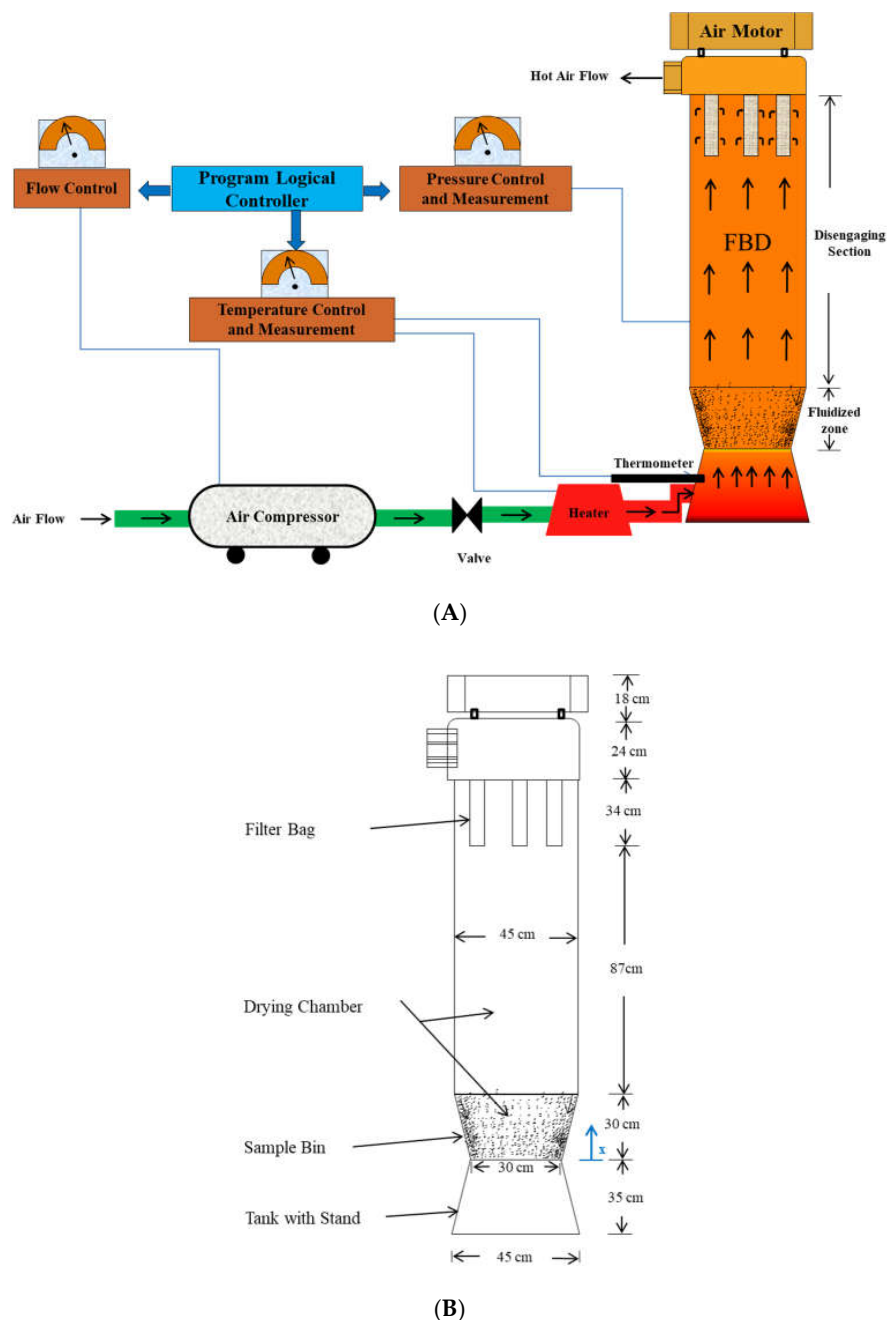 Air Motor
Hot Air Flow
Flow Control
Program Logical
Controller
Pressure Control
and Measurement
FBD
Disengaging
Section
Temperature Control
and Measurement
Fluidized
zone
Thermometer
Air Flow
Air Compressor
Heater
Valve
(A)
18 cm
24 cm
34 cm
Filter Bag
45 cm
87cm
Drying Chamber
30 cm
Sample Bin
x
30 cm
35 cm
Tank with Stand
45 cm
(B)